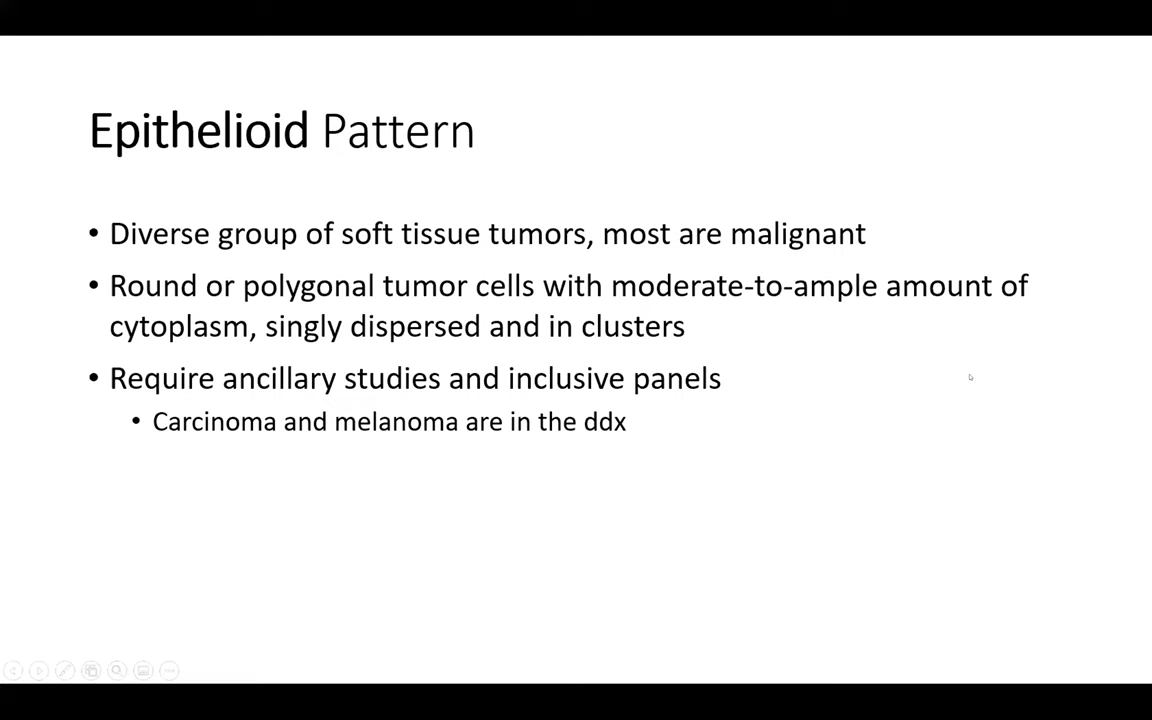 Epithelioid Pattern
• Diverse group of soft tissue tumors, most are malignant
• Round or polygonal tumor cells with moderate-to-ample amount of
cytoplasm, singly dispersed and in clusters
• Require ancillary studies and inclusive panels
• Carcinoma and melanoma are in the ddx